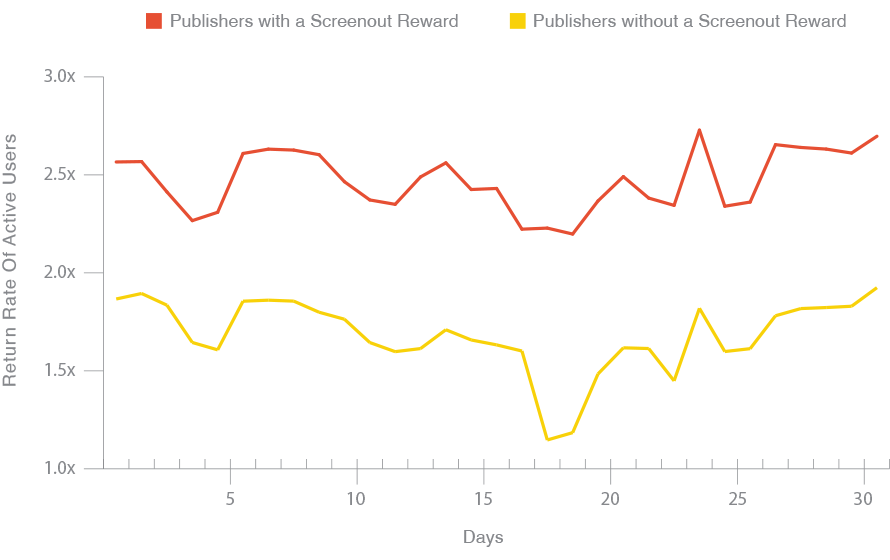 Publishers with a Screenout Reward
Publishers without a Screenout Reward
Return Rate Of Active Users
3.0x
2.5x
2.0x
1.5x
1.0x
5
10
15
20
25
30
Days